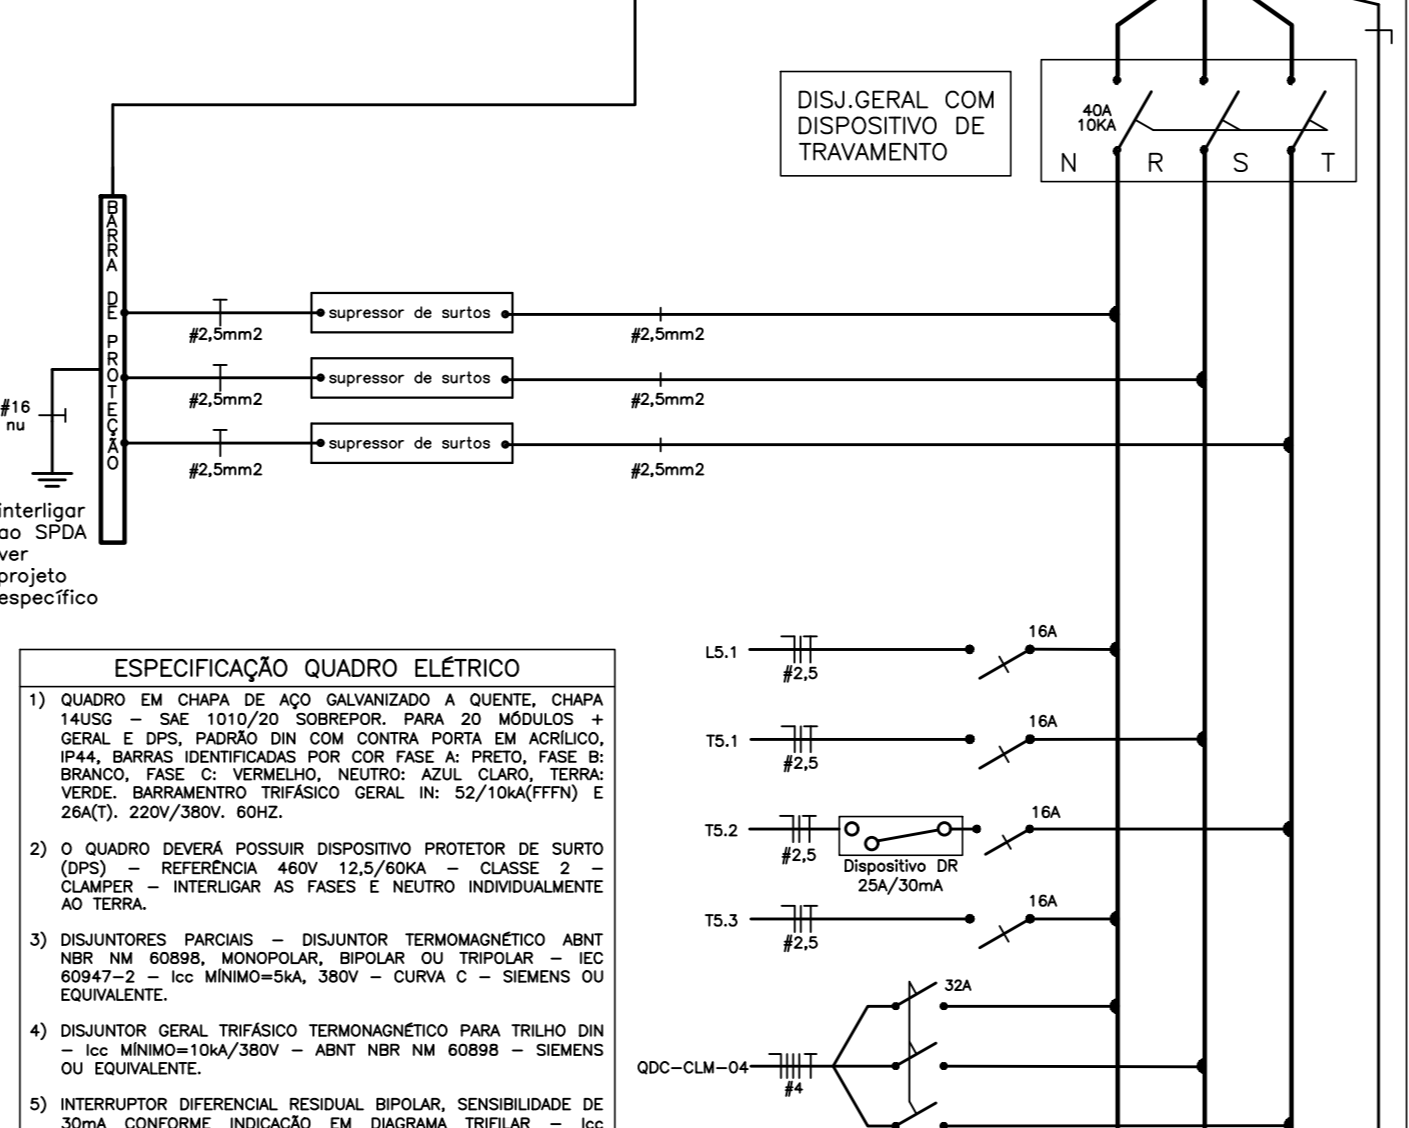 DISJ.GERAL COM
DISPOSITIVO DE
TRAVAMENTO
40A
10KA
N R S T
BARRA DE PROTEÇÃO
supressor de surtos
#2,5mm2
#2,5mm2
supressor de surtos
#2,5mm2
#2,5mm2
supressor de surtos
#2,5mm2
#2,5mm2
#16
nu
interligar
ao SPDA
ver
projeto
específico
ESPECIFICAÇÃO QUADRO ELÉTRICO
1) QUADRO EM CHAPA DE AÇO GALVANIZADO A QUENTE, CHAPA
14USG – SAE 1010/20 SOBREPOR. PARA 20 MÓDULOS +
GERAL E DPS, PADRÃO DIN COM CONTRA PORTA EM ACRÍLICO,
IP44, BARRAS IDENTIFICADAS POR COR FASE A: PRETO, FASE B:
BRANCO, FASE C: VERMELHO, NEUTRO: AZUL CLARO, TERRA:
VERDE. BARRAMENTRO TRIFÁSICO GERAL IN: 52/10kA(FFFN) E
26A(T). 220V/380V. 60HZ.
2) O QUADRO DEVERÁ POSSUIR DISPOSITIVO PROTETOR DE SURTO
(DPS) – REFERÊNCIA 460V 12,5/60KA – CLASSE 2 –
CLAMPER – INTERLIGAR AS FASES E NEUTRO INDIVIDUALMENTE
AO TERRA.
3) DISJUNTORES PARCIAIS – DISJUNTOR TERMOMAGNÉTICO ABNT
NBR NM 60898, MONOPOLAR, BIPOLAR OU TRIPOLAR – IEC
60947–2 – Icc MÍNIMO=5kA, 380V – CURVA C – SIEMENS OU
EQUIVALENTE.
4) DISJUNTOR GERAL TRIFÁSICO TERMONAGNÉTICO PARA TRILHO DIN
– Icc MÍNIMO=10kA/380V – ABNT NBR NM 60898 – SIEMENS
OU EQUIVALENTE.
5) INTERRUPTOR DIFERENCIAL RESIDUAL BIPOLAR, SENSIBILIDADE DE
30mA CONFORME INDICAÇÃO EM DIAGRAMA TRIFILAR – Icc
L5.1
#2,5
16A
T5.1
#2,5
16A
T5.2
#2,5
Dispositivo DR
25A/30mA
16A
T5.3
#2,5
16A
QDC–CLM–04
#4
32A